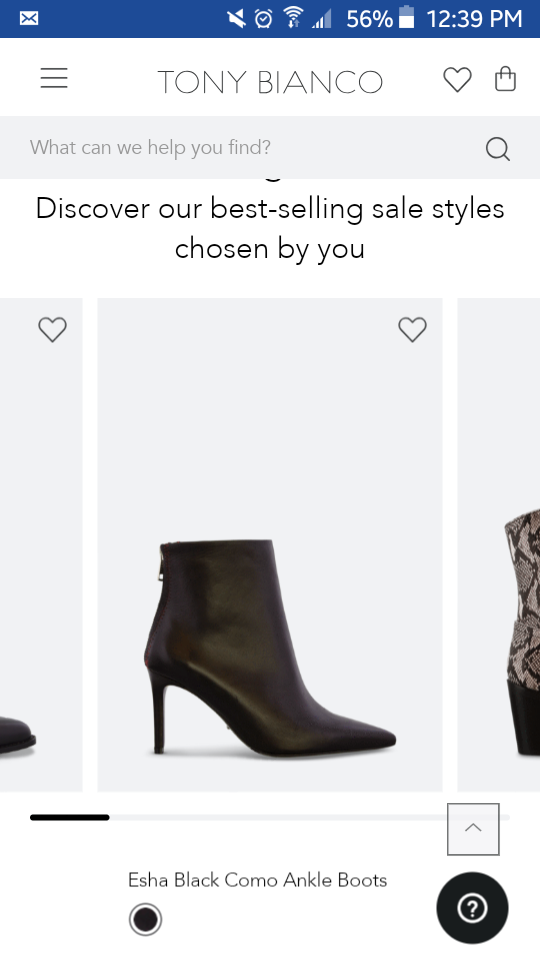 56% 12:39 PM
TONY BIANCO
What can we help you find?
Discover our best-selling sale styles
chosen by you
Esha Black Como Ankle Boots
?